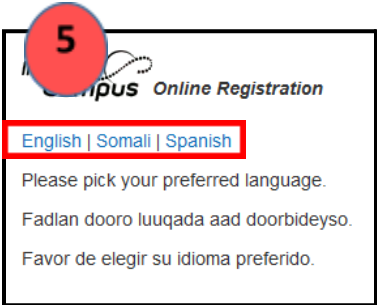 5
Online Registration
English | Somali | Spanish
Please pick your preferred language.
Fadlan dooro luuqada aad doorbideyso.
Favor de elegir su idioma preferido.